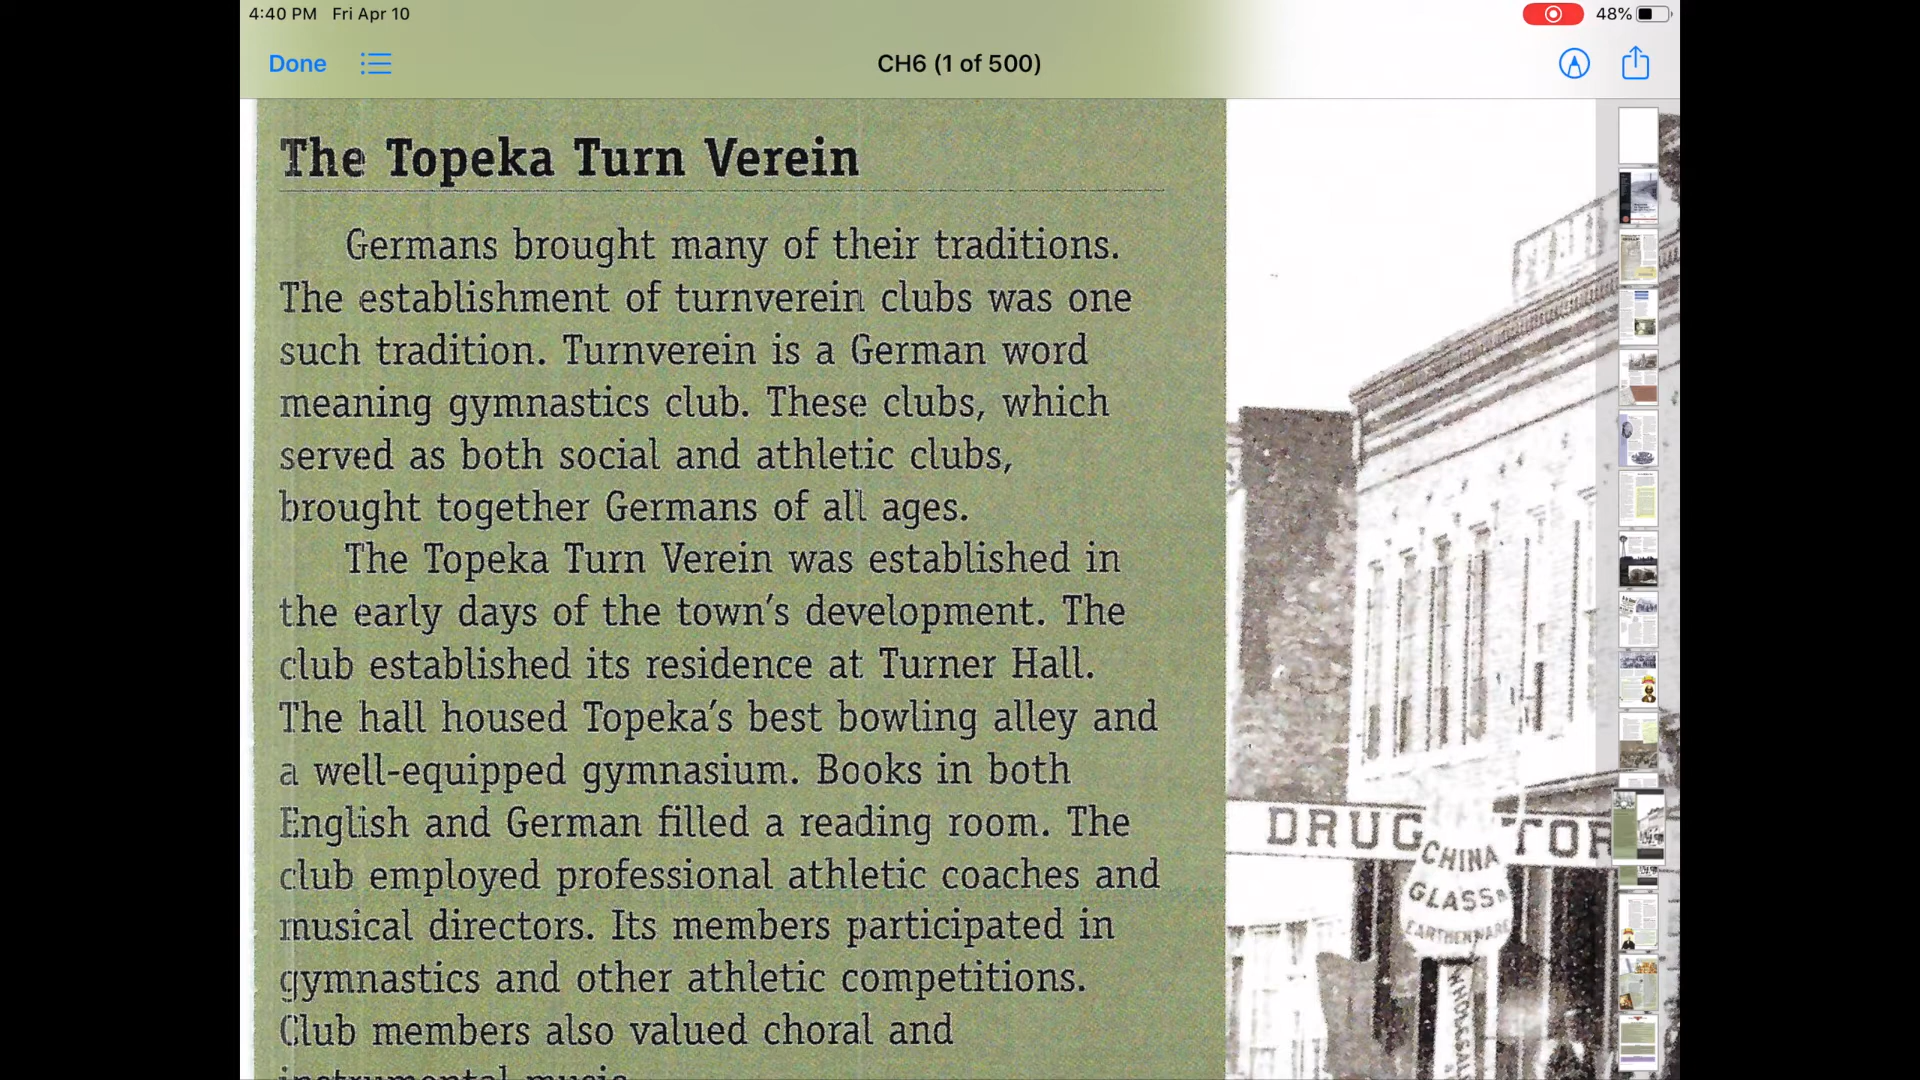 4:40 PM Fri Apr 10
48%
Done
CH6 (1 of 500)
The Topeka Turn Verein
Germans brought many of their traditions.
The establishment of turnverein clubs was one
such tradition. Turnverein is a German word
meaning gymnastics club. These clubs, which
served as both social and athletic clubs,
brought together Germans of all ages.
The Topeka Turn Verein was established in
the early days of the town's development. The
club established its residence at Turner Hall.
The hall housed Topeka's best bowling alley and
a well-equipped gymnasium. Books in both
English and German filled a reading room. The
club employed professional athletic coaches and
musical directors. Its members participated in
gymnastics and other athletic competitions.
Club members also valued choral and
instrumental music.
DRUG TOR
CHINA
GLASS
EARTHENWARE
WHOLESALE